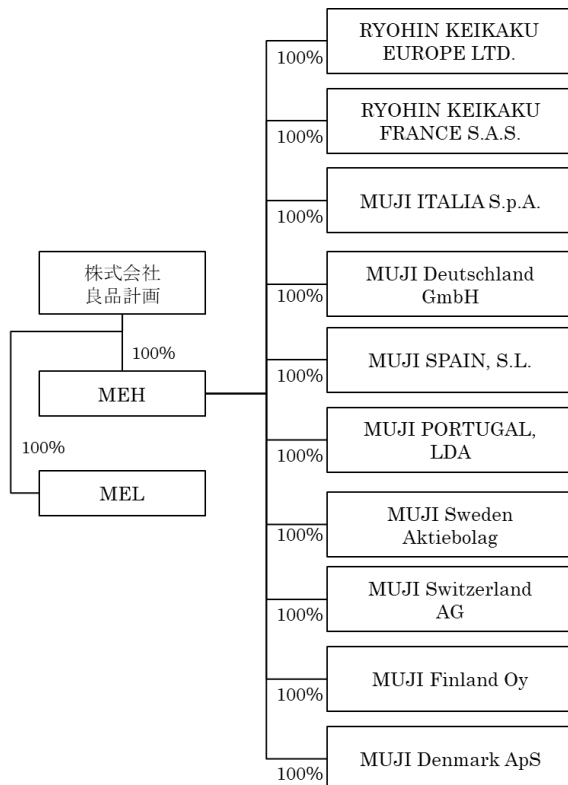 株式会社
良品計画
100%
MEH
100%
MEL
100%
RYOHIN KEIKAKU
EUROPE LTD.
100%
RYOHIN KEIKAKU
FRANCE S.A.S.
100%
MUJI ITALIA S.p.A.
100%
MUJI Deutschland
GmbH
100%
MUJI SPAIN, S.L.
100%
MUJI PORTUGAL,
LDA
100%
MUJI Sweden
Aktiebolag
100%
MUJI Switzerland
AG
100%
MUJI Finland Oy
100%
MUJI Denmark ApS
100%